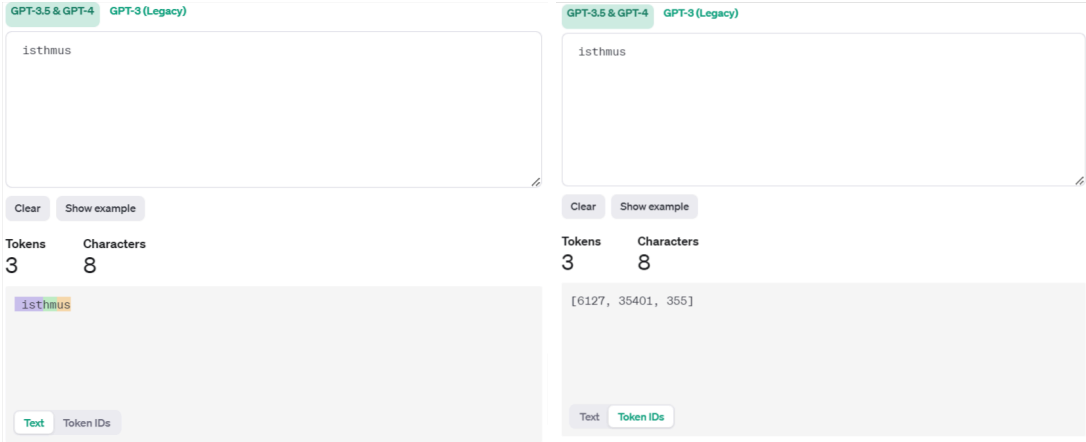 GPT-3.5 & GPT-4 GPT-3 (Legacy)
isthmus
Clear Show example
Tokens Characters
3 8
isthmus
Text Token IDs
GPT-3.5 & GPT-4 GPT-3 (Legacy)
isthmus
Clear Show example
Tokens Characters
3 8
[6127, 35401, 355]
Text Token IDs